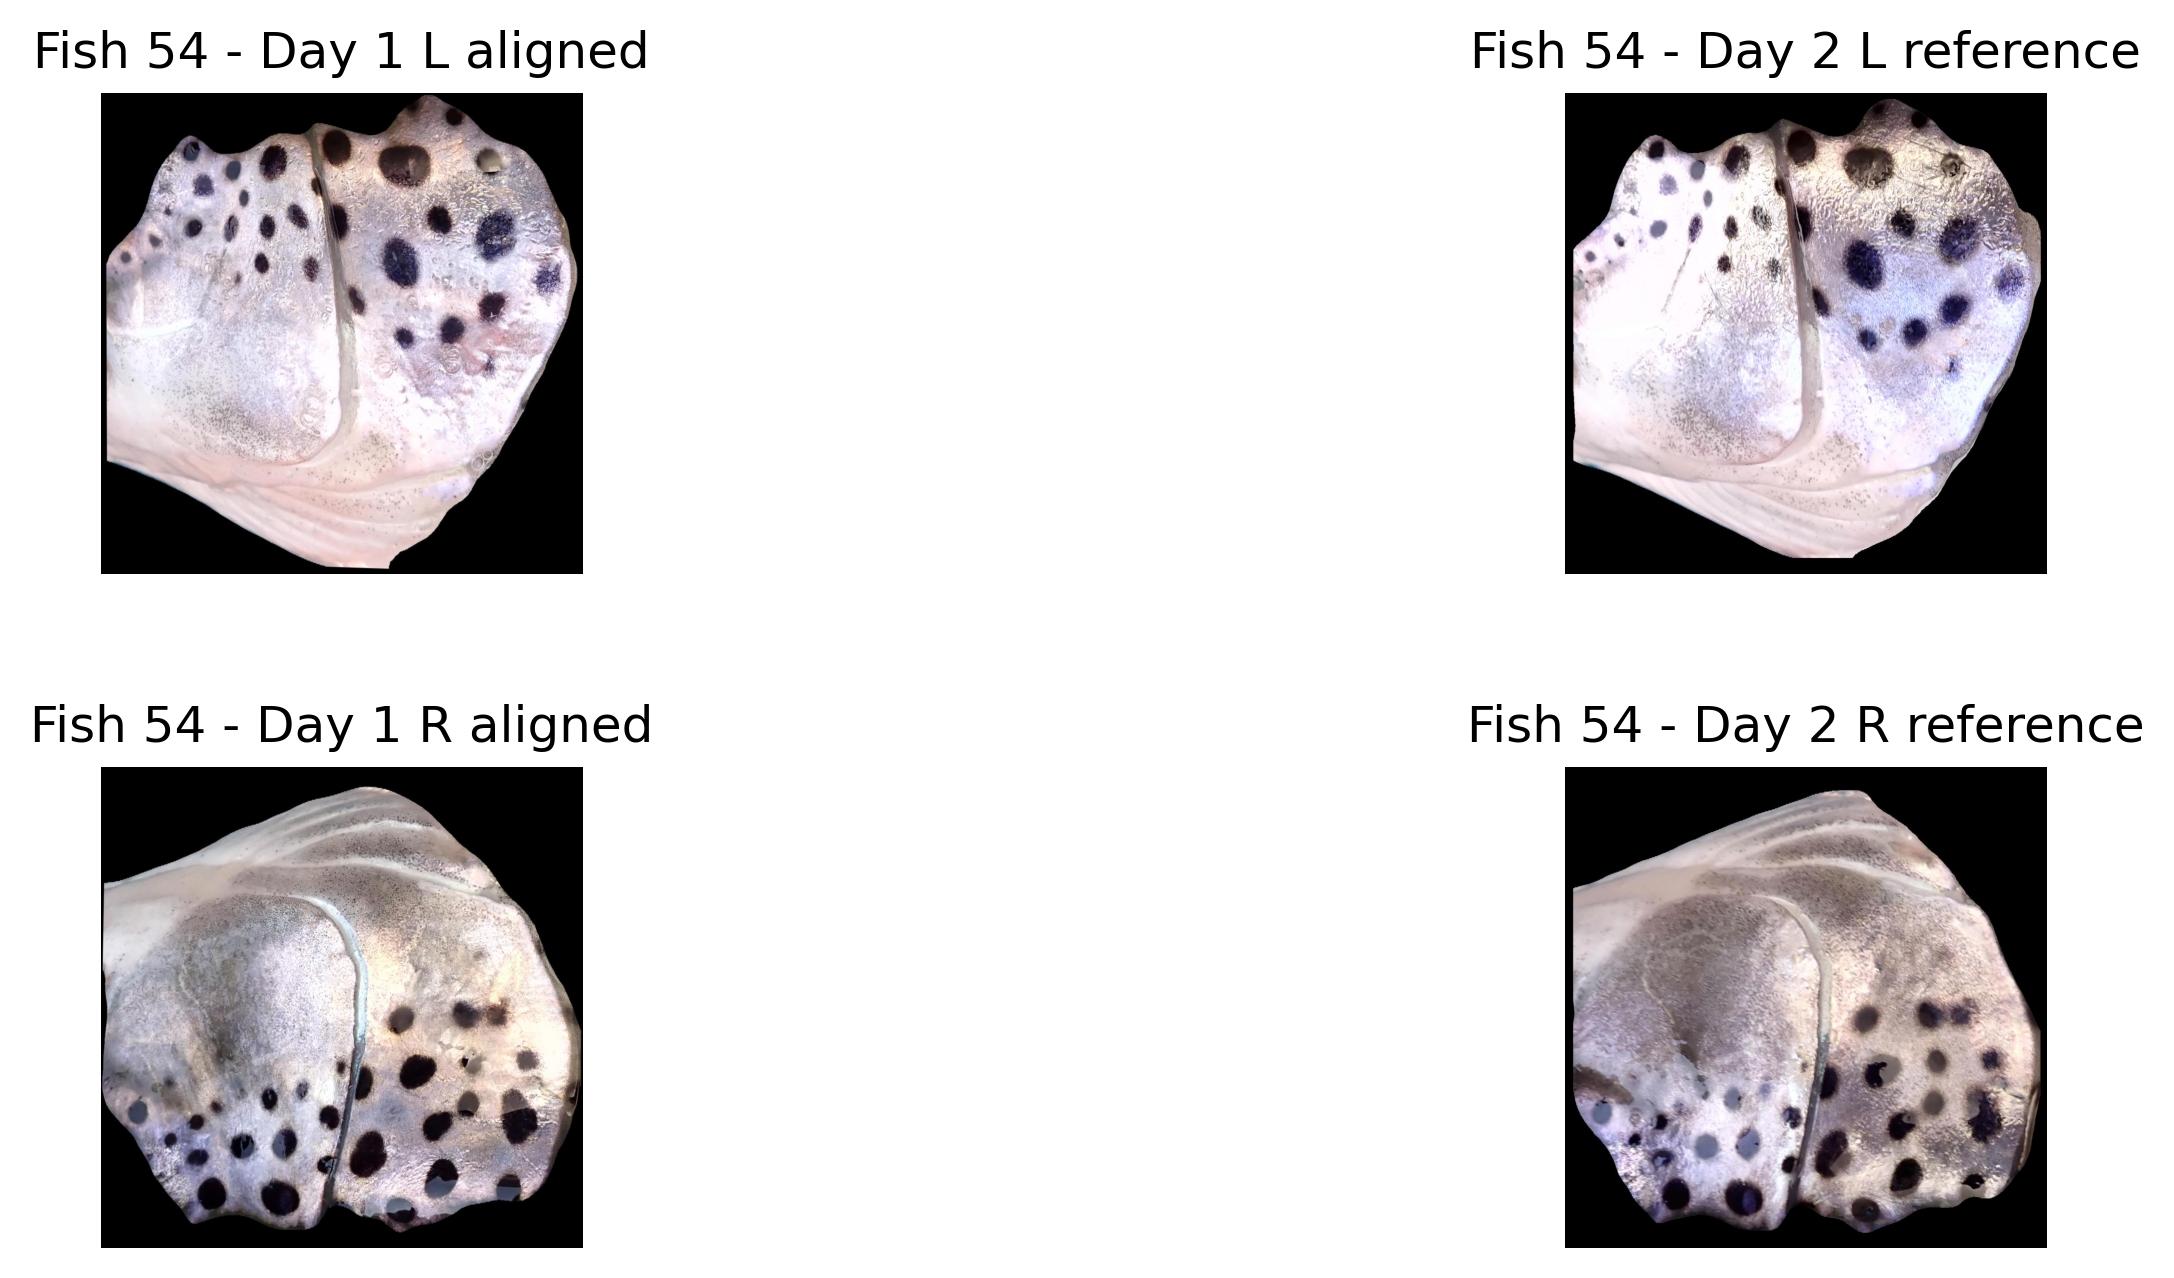 Fish 54 - Day 1 L aligned
Fish 54 - Day 2 L reference
Fish 54 - Day 1 R aligned
Fish 54 - Day 2 R reference